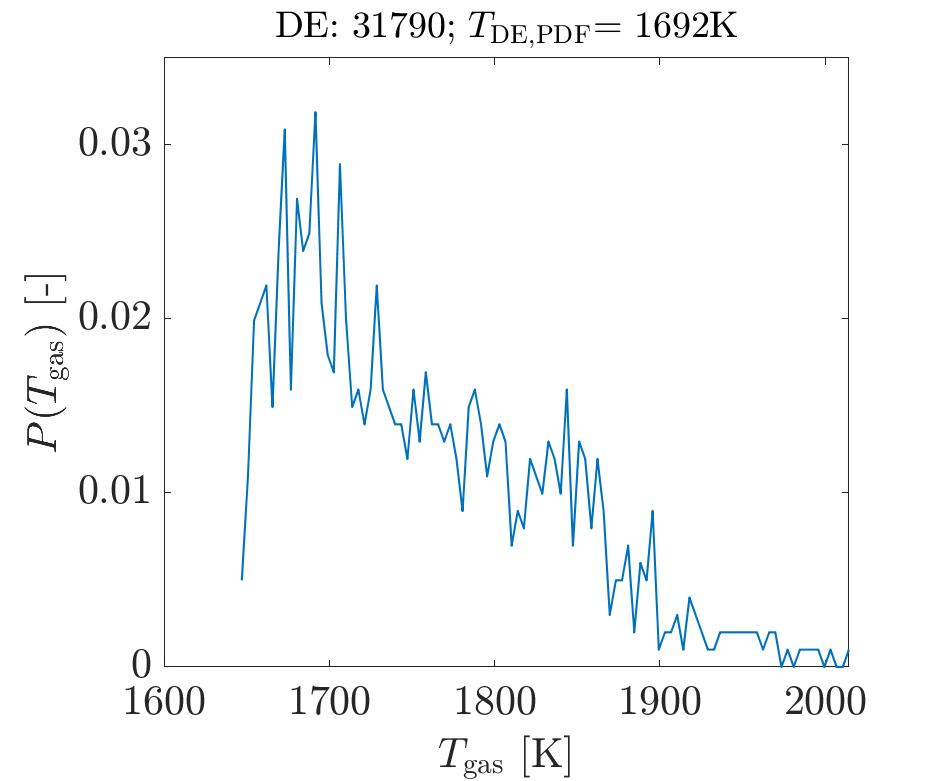 DE: 31790; T_DE,PDF= 1692K
0.03
0.02
0.01
0
P(T_gas) [-]
1600 1700 1800 1900 2000
T_gas [K]